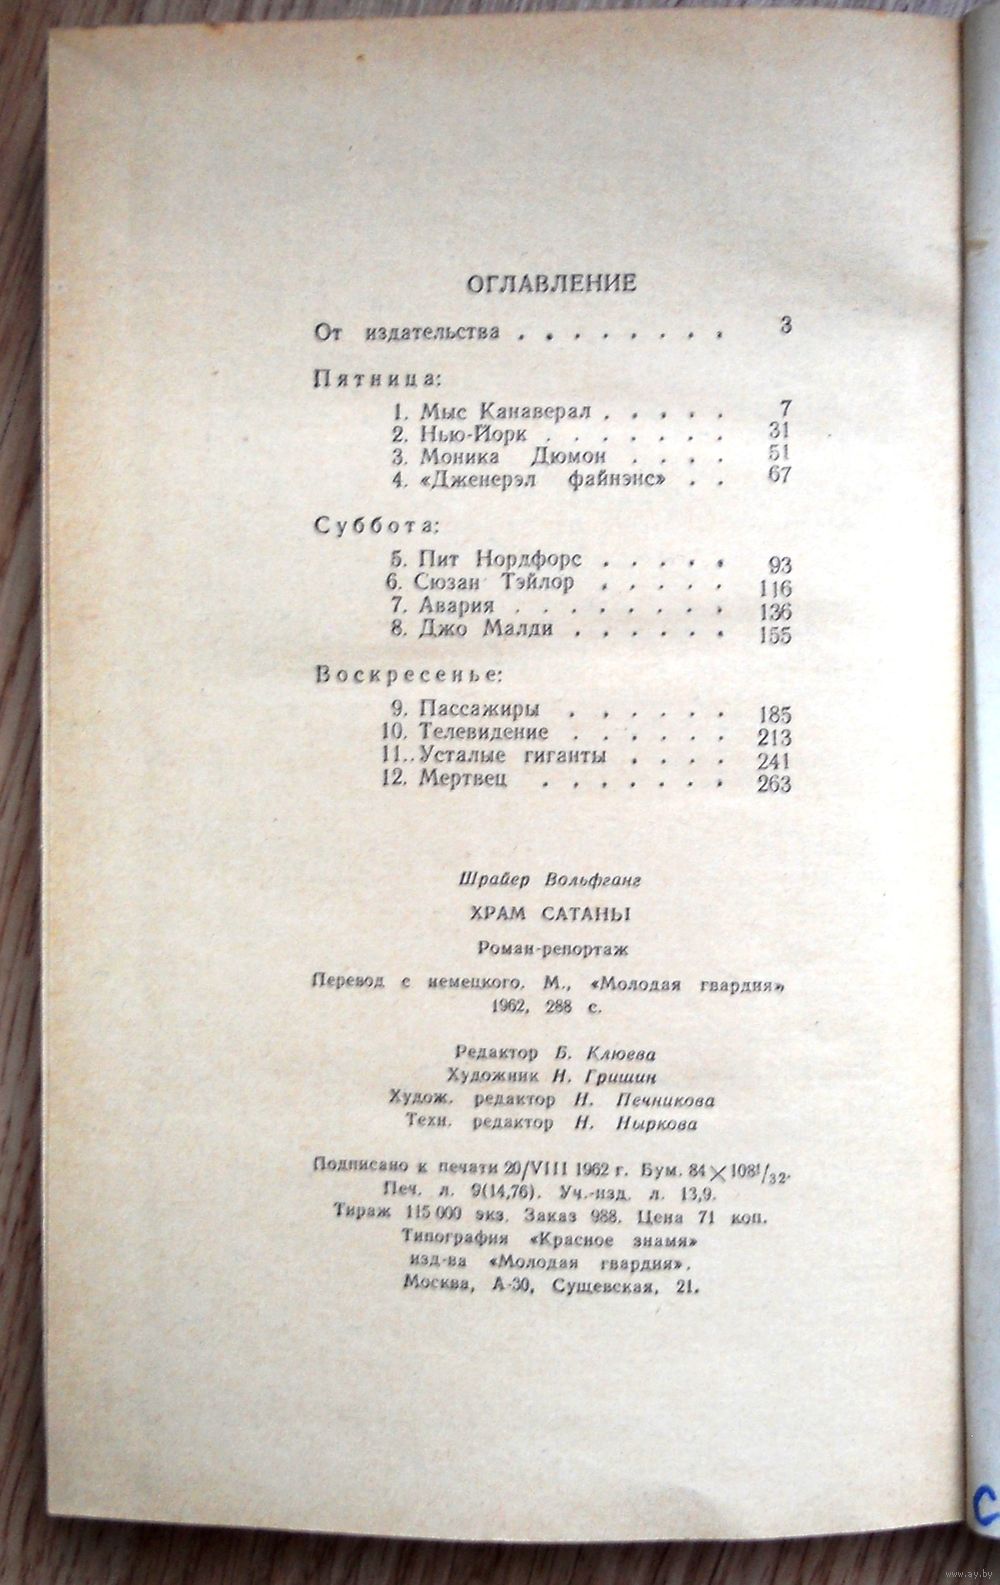 ОГЛАВЛЕНИЕ
От издательства . . . . . . . . 3
Пятница:
1. Мыс Канаверал . . . . . 7
2. Нью-Йорк . . . . . . . 31
3. Моника Дюмон . . . . 51
4. «Дженерэл файнэнс» . . 67
Суббота:
5. Пит Нордфорс . . . . . 93
6. Сюзан Тэйлор . . . . . 116
7. Авария . . . . . . . . 136
8. Джо Малди . . . . . . 155
Воскресенье:
9. Пассажиры . . . . . . 185
10. Телевидение . . . . . . 213
11..Усталые гиганты . . . . 241
12. Мертвец . . . . . . . 263
Шрайер Вольфганг
ХРАМ САТАНЫ
Роман-репортаж
Перевод с немецкого. М., «Молодая гвардия»,
1962, 288 с.
Редактор Б. Клюева
Художник Н. Гришин
Худож. редактор Н. Печникова
Техн. редактор Н. Ныркова
Подписано к печати 20/VIII 1962 г. Бум. 84×108¹/₃₂.
Печ. л. 9(14,76). Уч.-изд. л. 13,9.
Тираж 115 000 экз. Заказ 988. Цена 71 коп.
Типография «Красное знамя»
изд-ва «Молодая гвардия».
Москва, А-30, Сущевская, 21.
С
www.ay.by